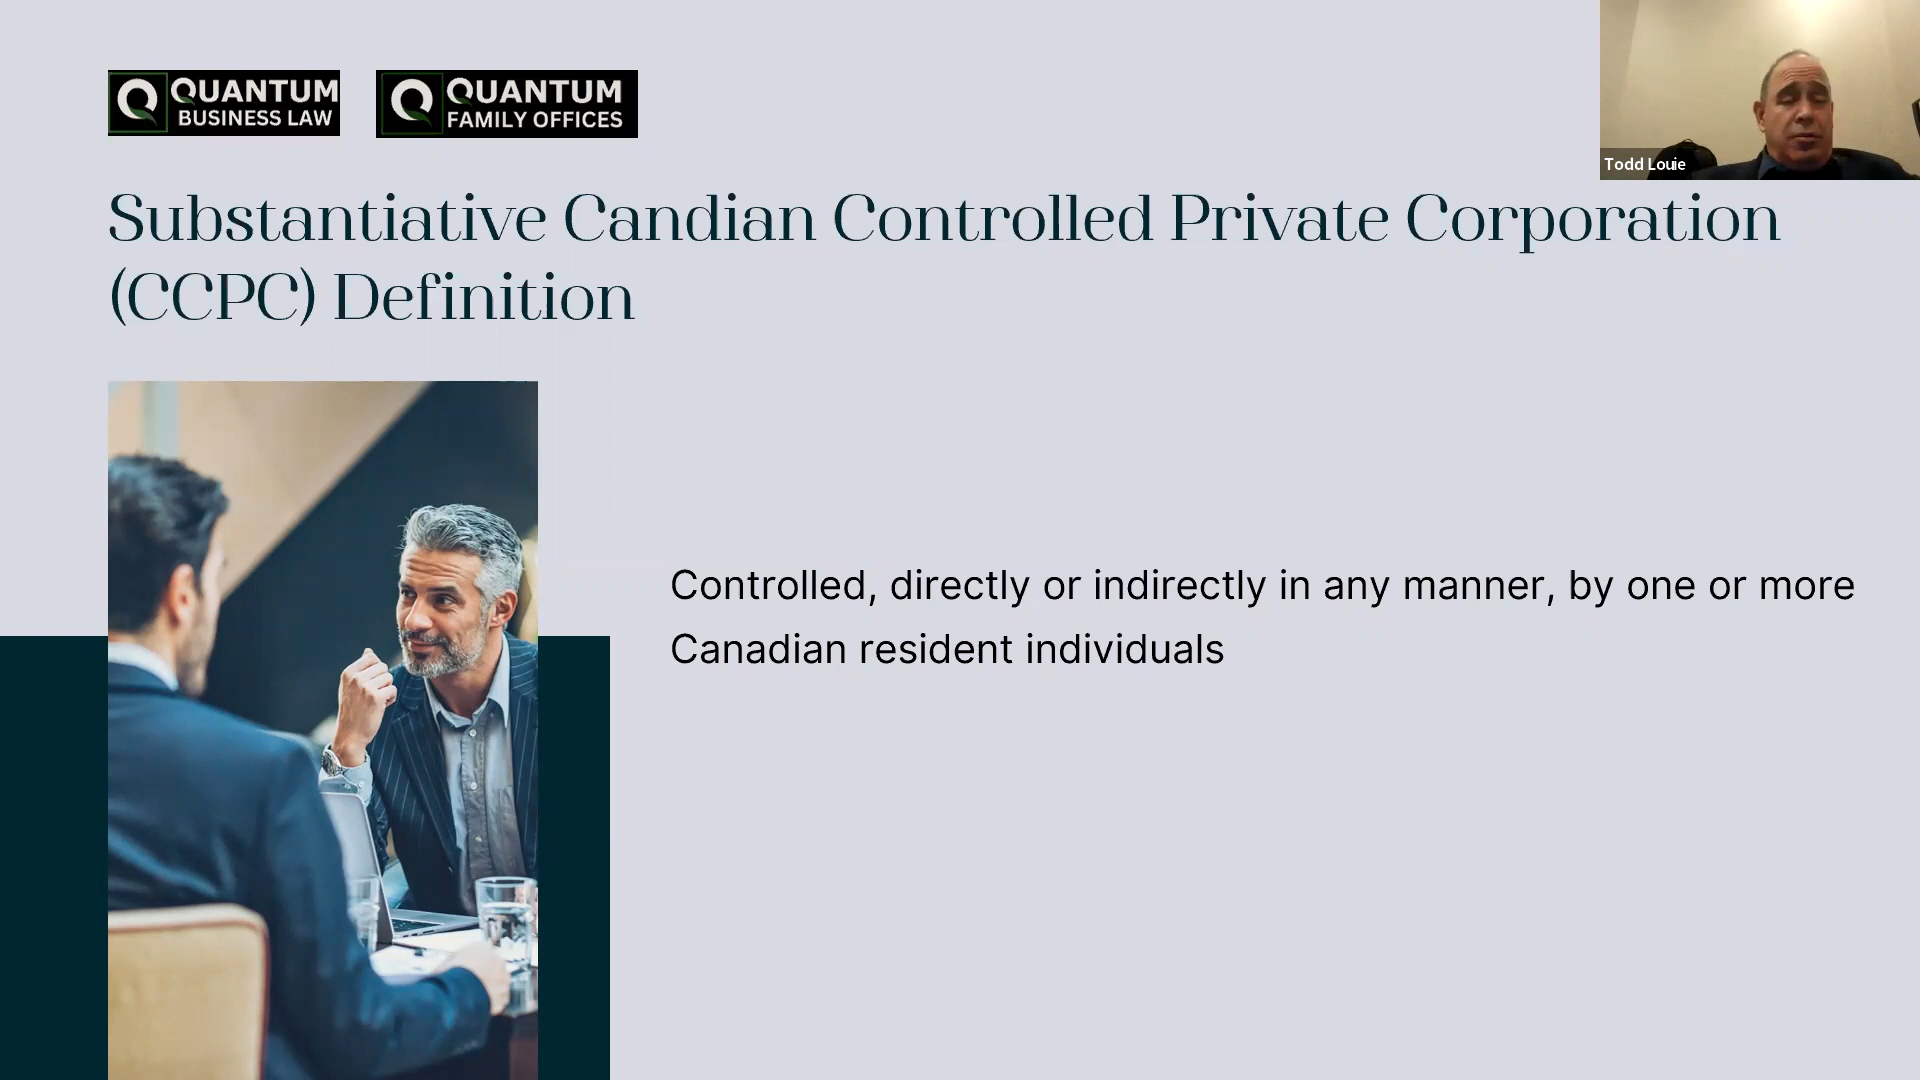 QUANTUM
BUSINESS LAW
QUANTUM
FAMILY OFFICES
Todd Louie
Substantiative Candian Controlled Private Corporation
(CCPC) Definition
Controlled, directly or indirectly in any manner, by one or more
Canadian resident individuals